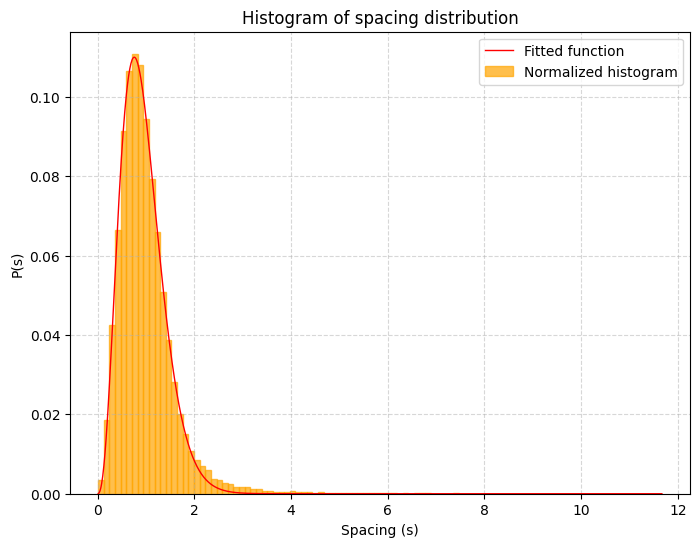 Histogram of spacing distribution
Fitted function
Normalized histogram
P(s)
0.10
0.08
0.06
0.04
0.02
0.00
0
2
4
6
8
10
12
Spacing (s)